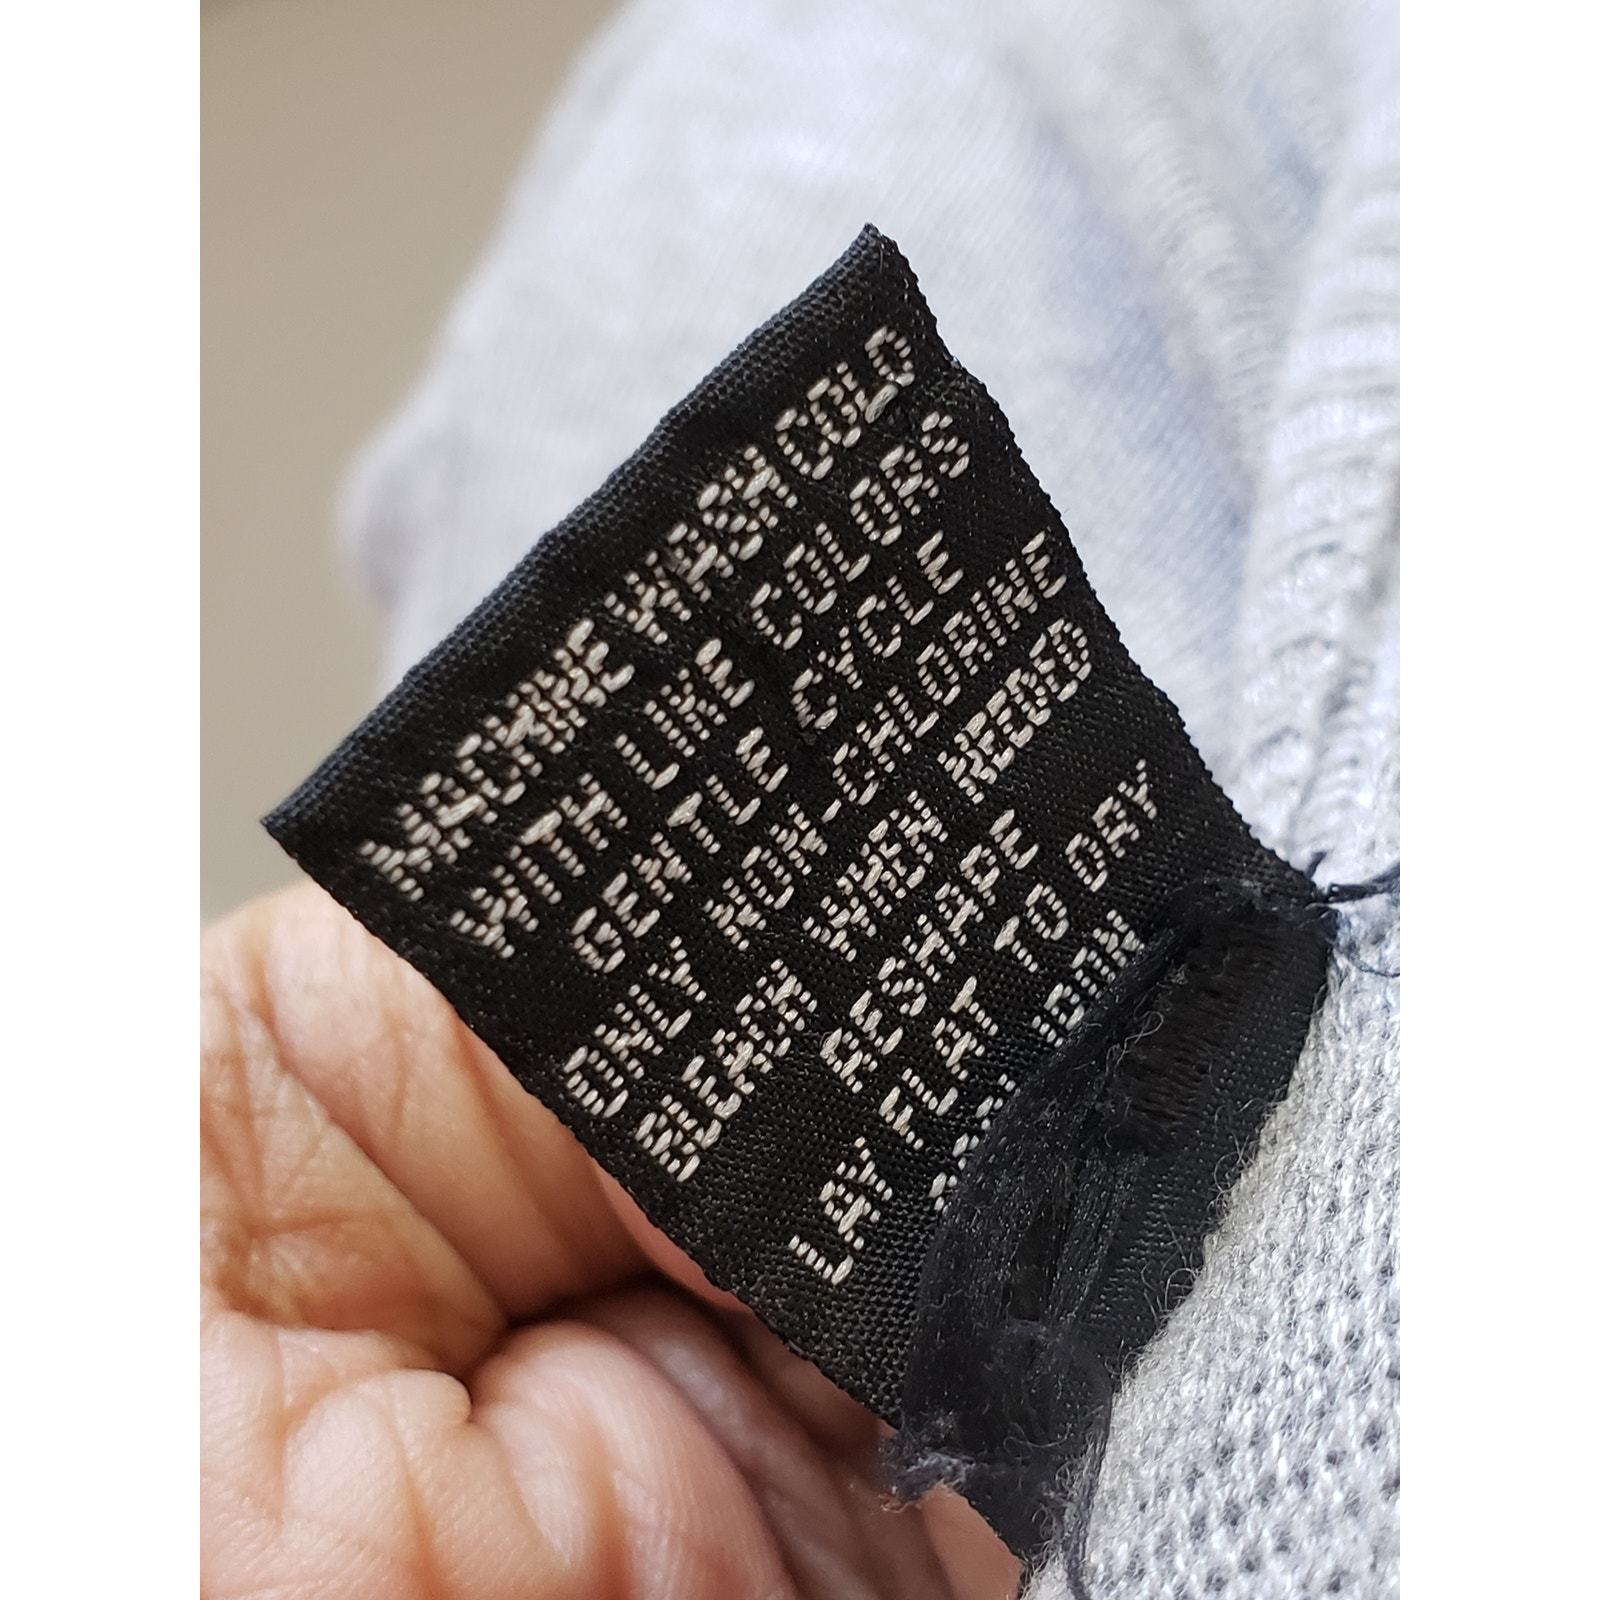 MACHINE WASH COLD
WITH LIKE COLORS
GENTLE CYCLE
ONLY NON-CHLORINE
BLEACH WHEN NEEDED
RESHAPE
LAY FLAT TO DRY
IRON